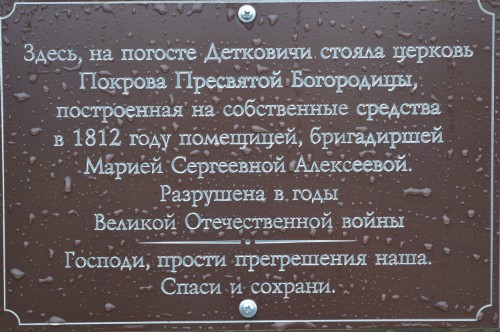 Здесь, на погосте Детковичи стояла церковь
Покрова Пресвятой Богородицы,
построенная на собственные средства
в 1812 году помещицей, бригадиршей
Марией Сергеевной Алексеевой.
Разрушена в годы
Великой Отечественной войны
Господи, прости прегрешения наша.
Спаси и сохрани.